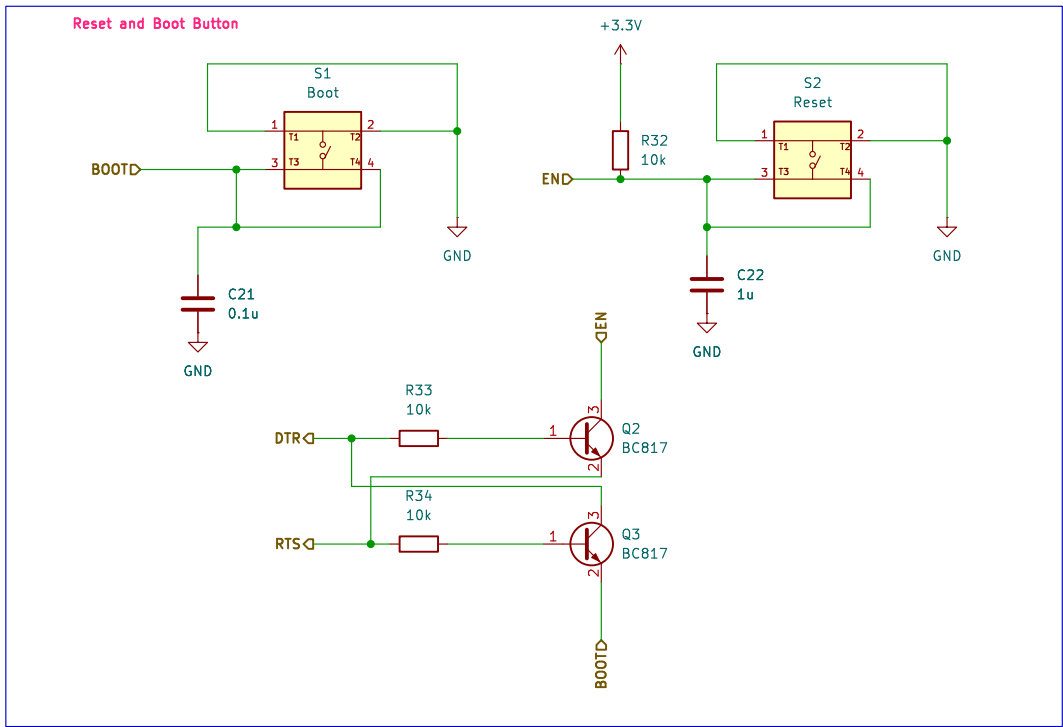 Reset and Boot Button
S1
Boot
1
2
3
4
T1
T2
T3
T4
BOOT
GND
C21
0.1u
GND
+3.3V
R32
10k
EN
S2
Reset
1
2
3
4
T1
T2
T3
T4
GND
C22
1u
GND
EN
R33
10k
DTR
1
3
2
Q2
BC817
R34
10k
RTS
1
3
2
Q3
BC817
BOOT